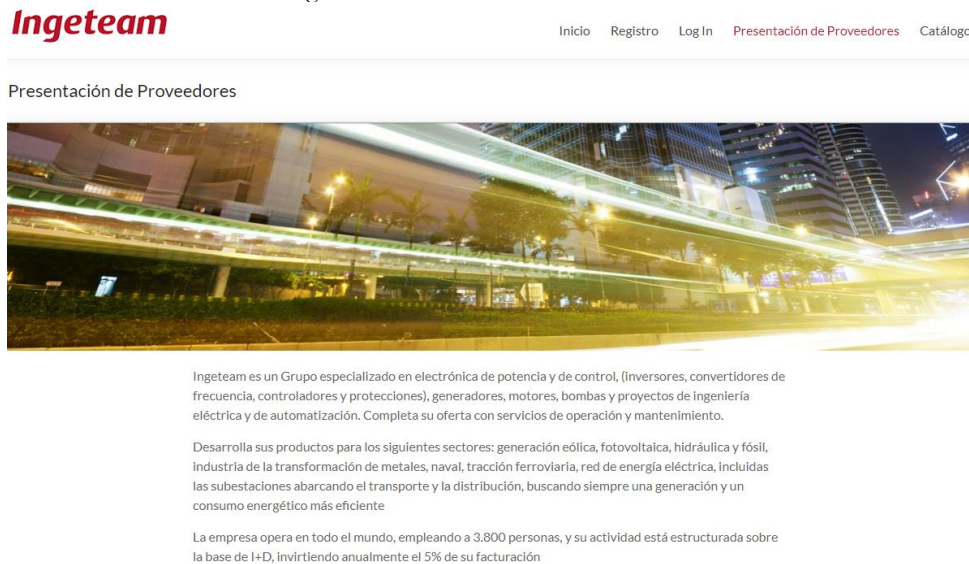 Ingeteam
Inicio Registro Log In Presentación de Proveedores Catálogo
Presentación de Proveedores
Ingeteam es un Grupo especializado en electrónica de potencia y de control, (inversores, convertidores de
frecuencia, controladores y protecciones), generadores, motores, bombas y proyectos de ingeniería
eléctrica y de automatización. Completa su oferta con servicios de operación y mantenimiento.
Desarrolla sus productos para los siguientes sectores: generación eólica, fotovoltaica, hidráulica y fósil,
industria de la transformación de metales, naval, tracción ferroviaria, red de energía eléctrica, incluidas
las subestaciones abarcando el transporte y la distribución, buscando siempre una generación y un
consumo energético más eficiente
La empresa opera en todo el mundo, empleando a 3.800 personas, y su actividad está estructurada sobre
la base de I+D, invirtiendo anualmente el 5% de su facturación